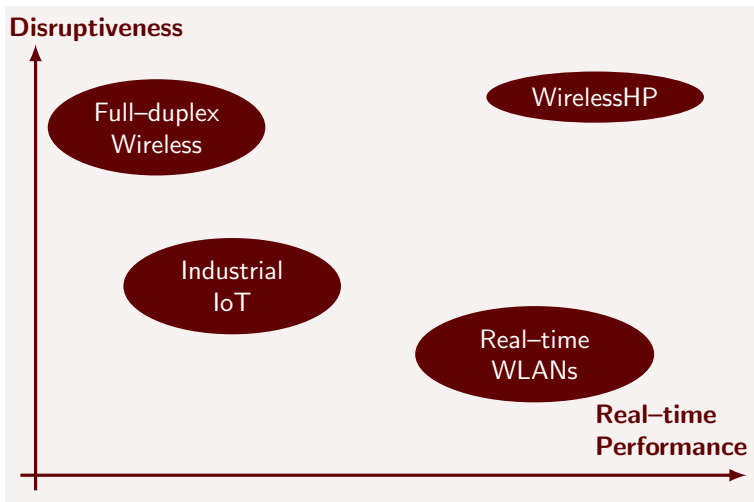 Disruptiveness
Full–duplex
Wireless
WirelessHP
Industrial
IoT
Real–time
WLANs
Real–time
Performance